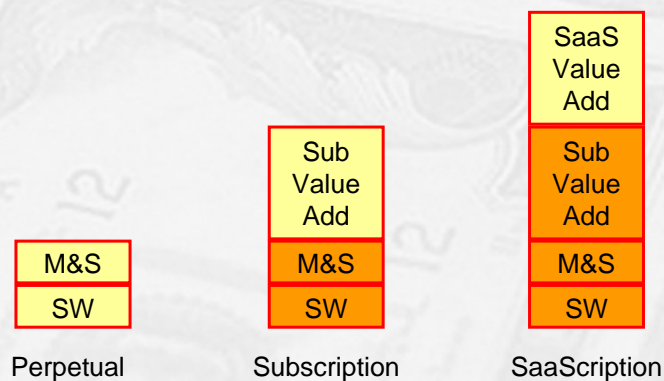 SaaS
Value
Add
Sub
Value
Add
Sub
Value
Add
M&S
M&S
M&S
SW
SW
SW
Perpetual
Subscription
SaaScription